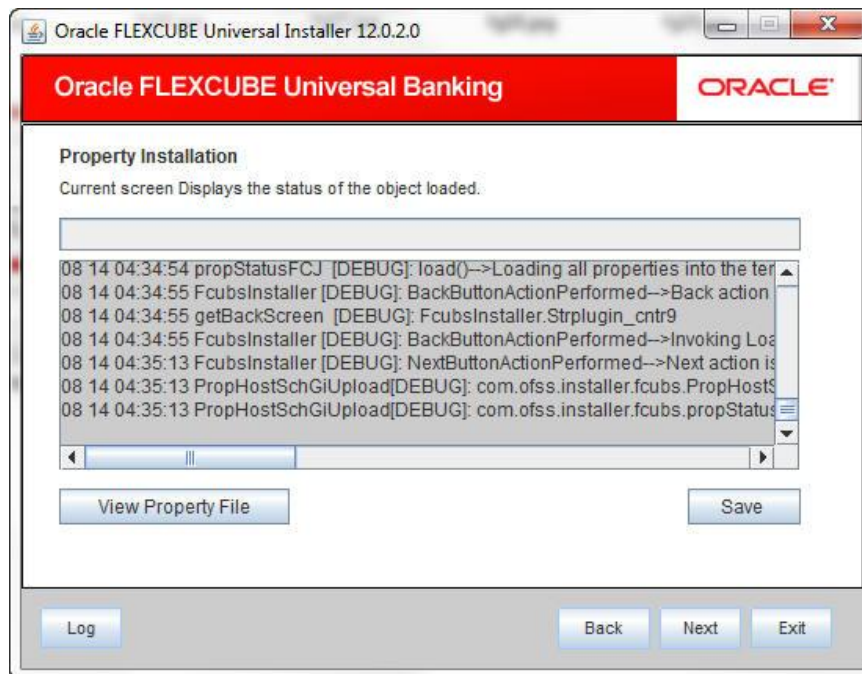 Oracle FLEXCUBE Universal Installer 12.0.2.0
Oracle FLEXCUBE Universal Banking
ORACLE
Property Installation
Current screen Displays the status of the object loaded.
08 14 04:34:54 propStatusFCJ [DEBUG]: load()-->Loading all properties into the ter
08 14 04:34:55 FcubsInstaller [DEBUG]: BackButtonActionPerformed-->Back action
08 14 04:34:55 getBackScreen [DEBUG]: FcubsInstaller.Strplugin_cntr9
08 14 04:34:55 FcubsInstaller [DEBUG]: BackButtonActionPerformed-->Invoking Loa
08 14 04:35:13 FcubsInstaller [DEBUG]: NextButtonActionPerformed-->Next action is
08 14 04:35:13 PropHostSchGiUpload[DEBUG]: com.ofss.installer.fcubs.PropHostS
08 14 04:35:13 PropHostSchGiUpload[DEBUG]: com.ofss.installer.fcubs.propStatus
View Property File
Save
Log
Back
Next
Exit